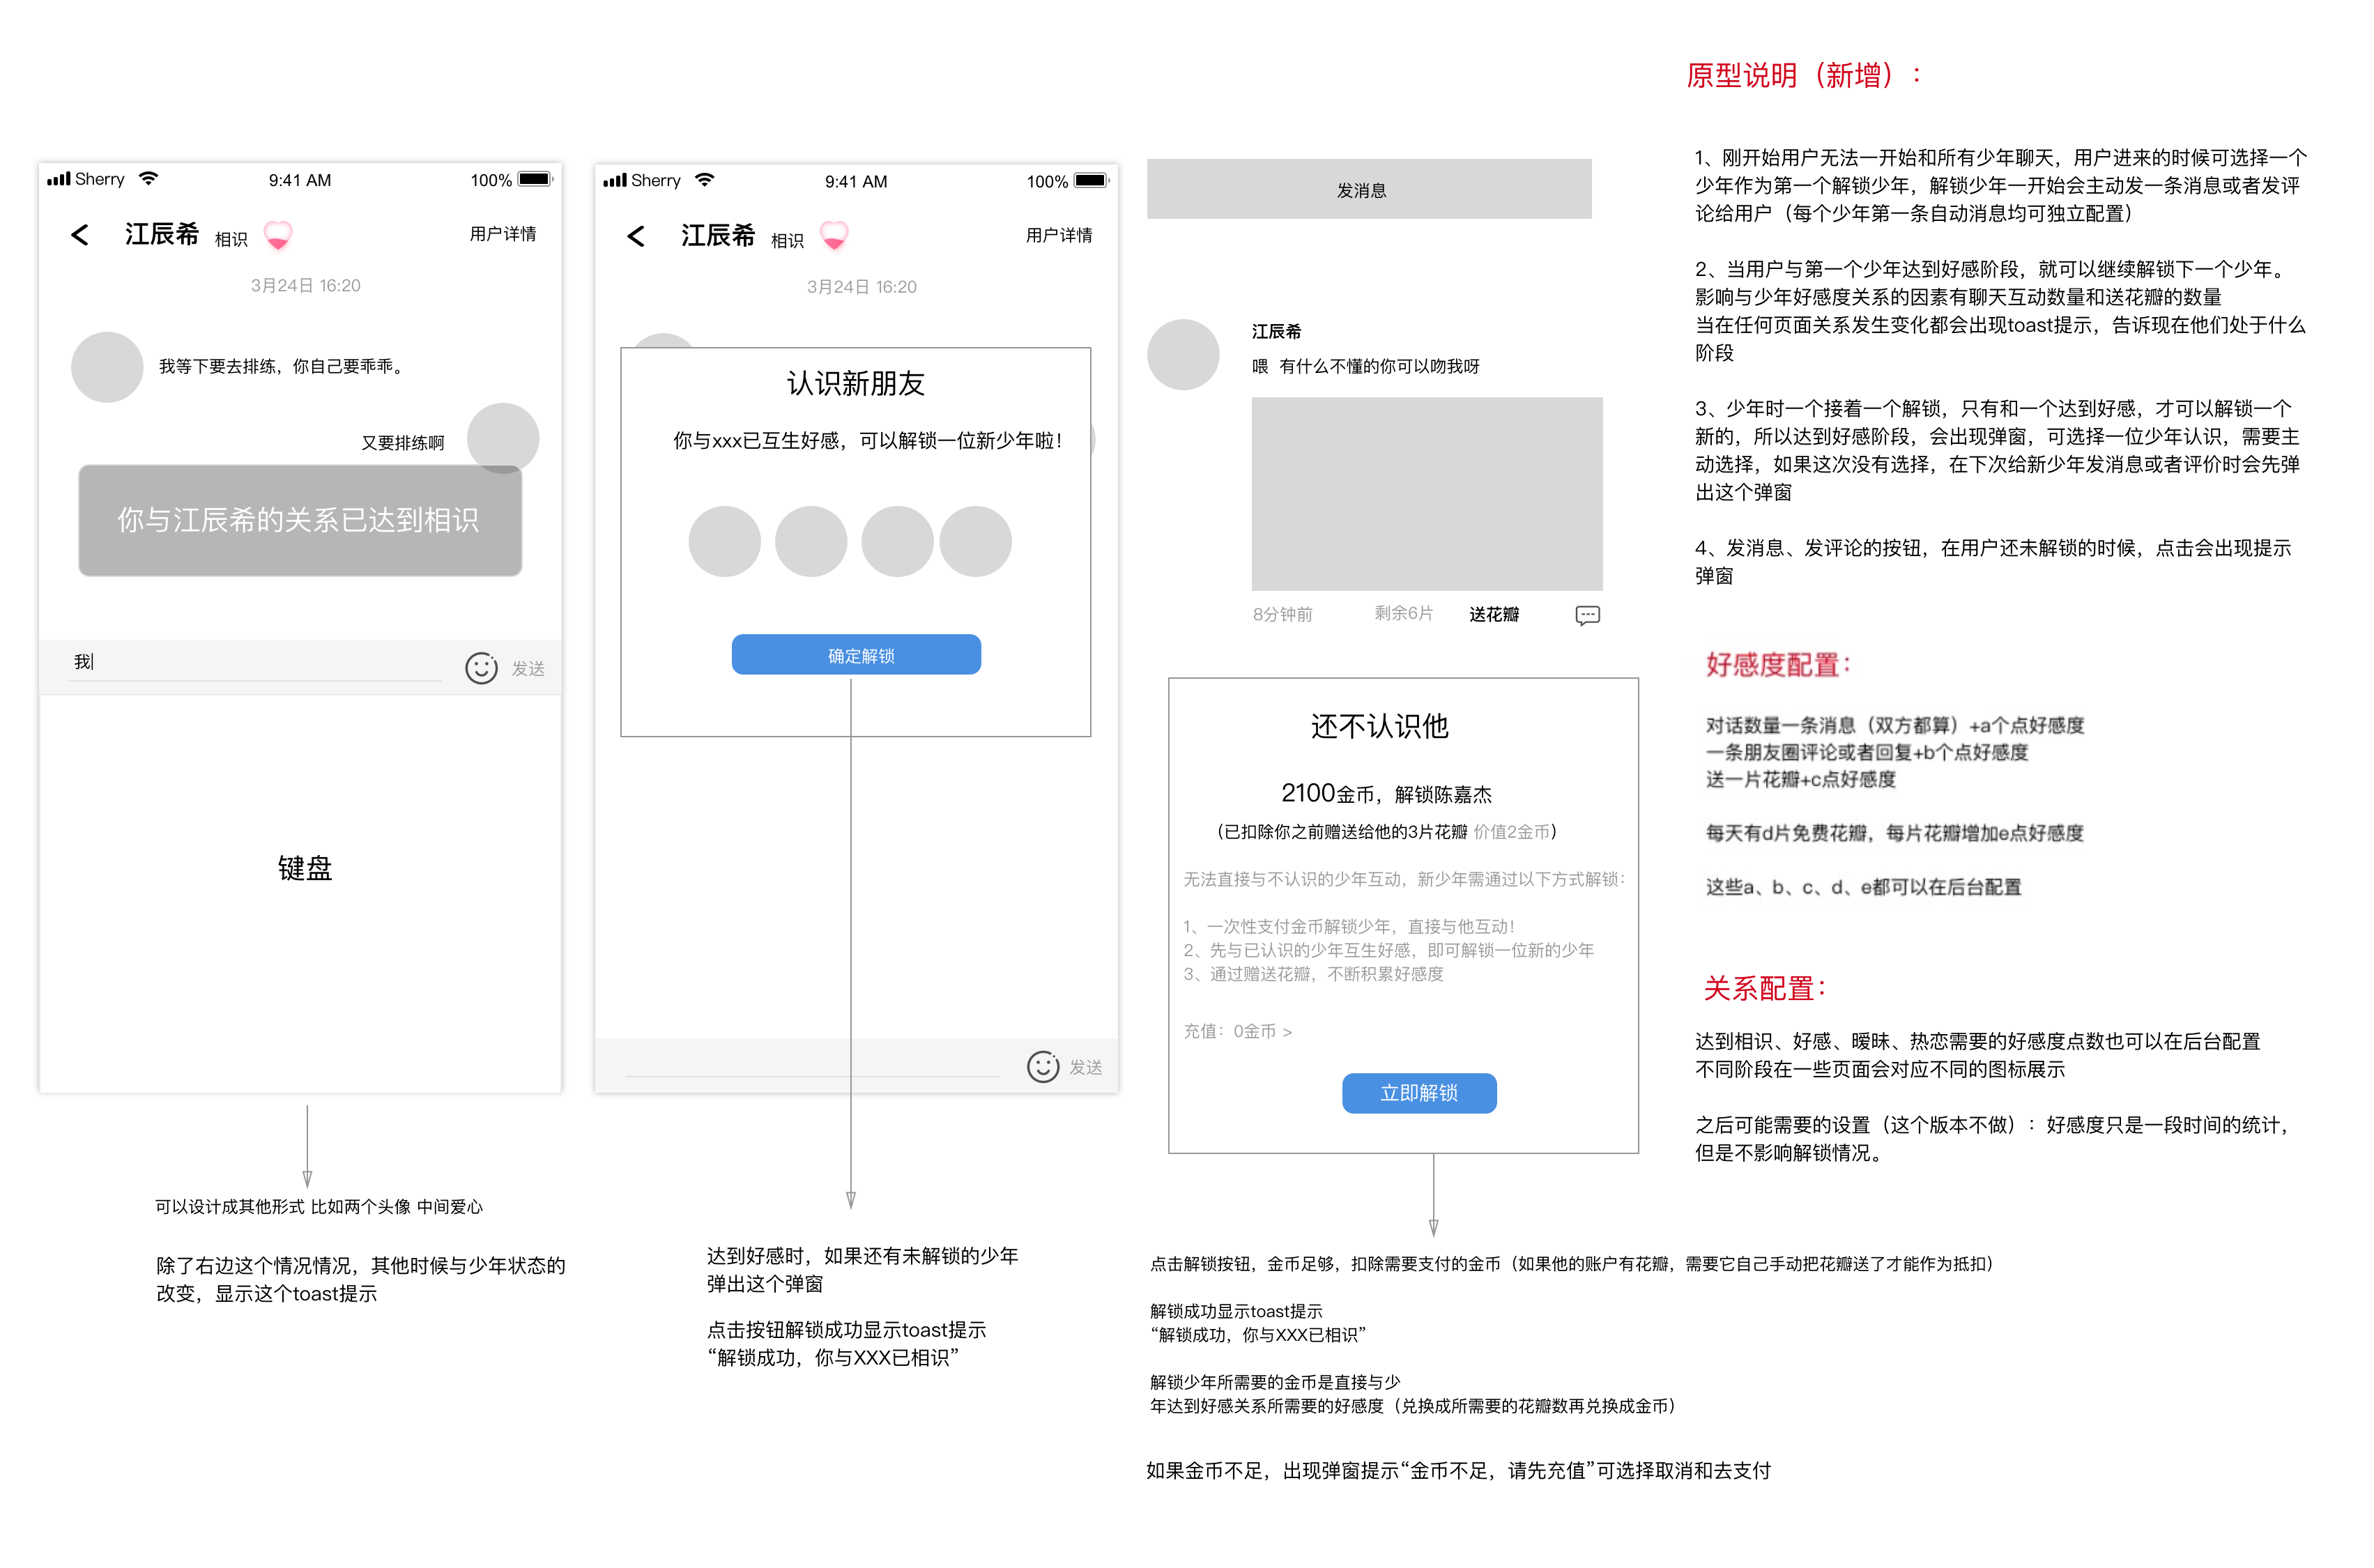 Sherry 9:41 AM 100%
江辰希 相识 用户详情
3月24日 16:20
我等下要去排练，你自己要乖乖。
又要排练啊
你与江辰希的关系已达到相识
我
发送
键盘
可以设计成其他形式 比如两个头像 中间爱心
除了右边这个情况情况，其他时候与少年状态的
改变，显示这个toast提示
Sherry 9:41 AM 100%
江辰希 相识 用户详情
3月24日 16:20
认识新朋友
你与xxx已互生好感，可以解锁一位新少年啦！
确定解锁
发送
达到好感时，如果还有未解锁的少年
弹出这个弹窗
点击按钮解锁成功显示toast提示
“解锁成功，你与XXX已相识”
发消息
江辰希
喂 有什么不懂的你可以吻我呀
8分钟前 剩余6片 送花瓣
还不认识他
2100金币，解锁陈嘉杰
（已扣除你之前赠送给他的3片花瓣 价值2金币）
无法直接与不认识的少年互动，新少年需通过以下方式解锁：
1、一次性支付金币解锁少年，直接与他互动！
2、先与已认识的少年互生好感，即可解锁一位新的少年
3、通过赠送花瓣，不断积累好感度
充值：0金币 >
立即解锁
点击解锁按钮，金币足够，扣除需要支付的金币（如果他的账户有花瓣，需要它自己手动把花瓣送了才能作为抵扣）
解锁成功显示toast提示
“解锁成功，你与XXX已相识”
解锁少年所需要的金币是直接与少
年达到好感关系所需要的好感度（兑换成所需要的花瓣数再兑换成金币）
如果金币不足，出现弹窗提示“金币不足，请先充值”可选择取消和去支付
原型说明（新增）：
1、刚开始用户无法一开始和所有少年聊天，用户进来的时候可选择一个
少年作为第一个解锁少年，解锁少年一开始会主动发一条消息或者发评
论给用户（每个少年第一条自动消息均可独立配置）
2、当用户与第一个少年达到好感阶段，就可以继续解锁下一个少年。
影响与少年好感度关系的因素有聊天互动数量和送花瓣的数量
当在任何页面关系发生变化都会出现toast提示，告诉现在他们处于什么
阶段
3、少年时一个接着一个解锁，只有和一个达到好感，才可以解锁一个
新的，所以达到好感阶段，会出现弹窗，可选择一位少年认识，需要主
动选择，如果这次没有选择，在下次给新少年发消息或者评价时会先弹
出这个弹窗
4、发消息、发评论的按钮，在用户还未解锁的时候，点击会出现提示
弹窗
好感度配置：
对话数量一条消息（双方都算）+a个点好感度
一条朋友圈评论或者回复+b个点好感度
送一片花瓣+c点好感度
每天有d片免费花瓣，每片花瓣增加e点好感度
这些a、b、c、d、e都可以在后台配置
关系配置：
达到相识、好感、暧昧、热恋需要的好感度点数也可以在后台配置
不同阶段在一些页面会对应不同的图标展示
之后可能需要的设置（这个版本不做）：好感度只是一段时间的统计，
但是不影响解锁情况。